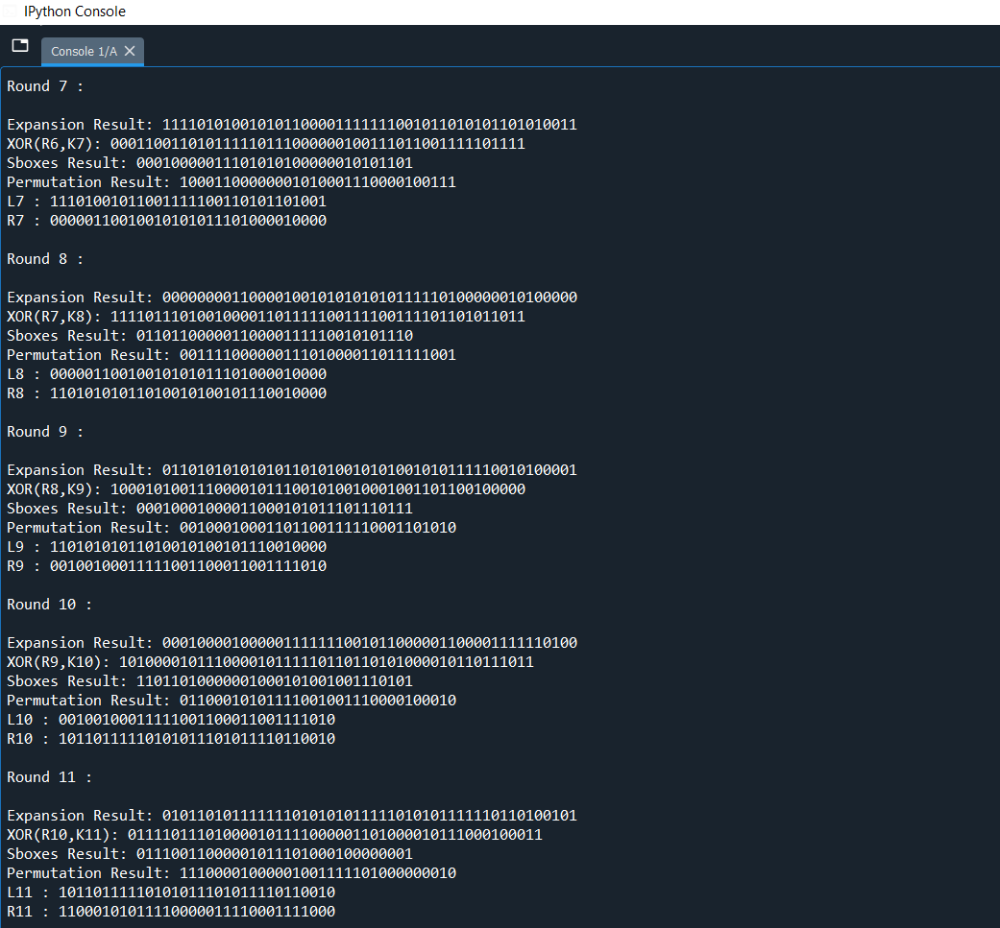 IPython Console
Console 1/A
Round 7 :
Expansion Result: 111101010010101100001111111001011010101101010011
XOR(R6,K7): 000110011010111110111000000100111011001111101111
Sboxes Result: 00010000011101010100000010101101
Permutation Result: 10001100000001010001110000100111
L7 : 11101001011001111100110101101001
R7 : 00000110010010101011101000010000
Round 8 :
Expansion Result: 000000001100001001010101010111110100000010100000
XOR(R7,K8): 111101110100100001101111100111100111101101011011
Sboxes Result: 01101100000110000111110010101110
Permutation Result: 00111100000011101000011011111001
L8 : 00000110010010101011101000010000
R8 : 11010101011010010100101110010000
Round 9 :
Expansion Result: 011010101010101101010010101001010111110010100001
XOR(R8,K9): 100010100111000010111001010010001001101100100000
Sboxes Result: 00010001000011000101011101110111
Permutation Result: 00100010001101100111110001101010
L9 : 11010101011010010100101110010000
R9 : 00100100011111001100011001111010
Round 10 :
Expansion Result: 000100001000001111111001011000001100001111110100
XOR(R9,K10): 101000010111000010111110110110101000010110111011
Sboxes Result: 11011010000001000101001001110101
Permutation Result: 01100010101111001001110000100010
L10 : 00100100011111001100011001111010
R10 : 10110111110101011101011110110010
Round 11 :
Expansion Result: 010110101111111010101011111010101111110110100101
XOR(R10,K11): 011110111010000101111000001101000010111000100011
Sboxes Result: 01110011000001011101000100000001
Permutation Result: 11100001000001001111101000000010
L11 : 10110111110101011101011110110010
R11 : 11000101011110000011110001111000